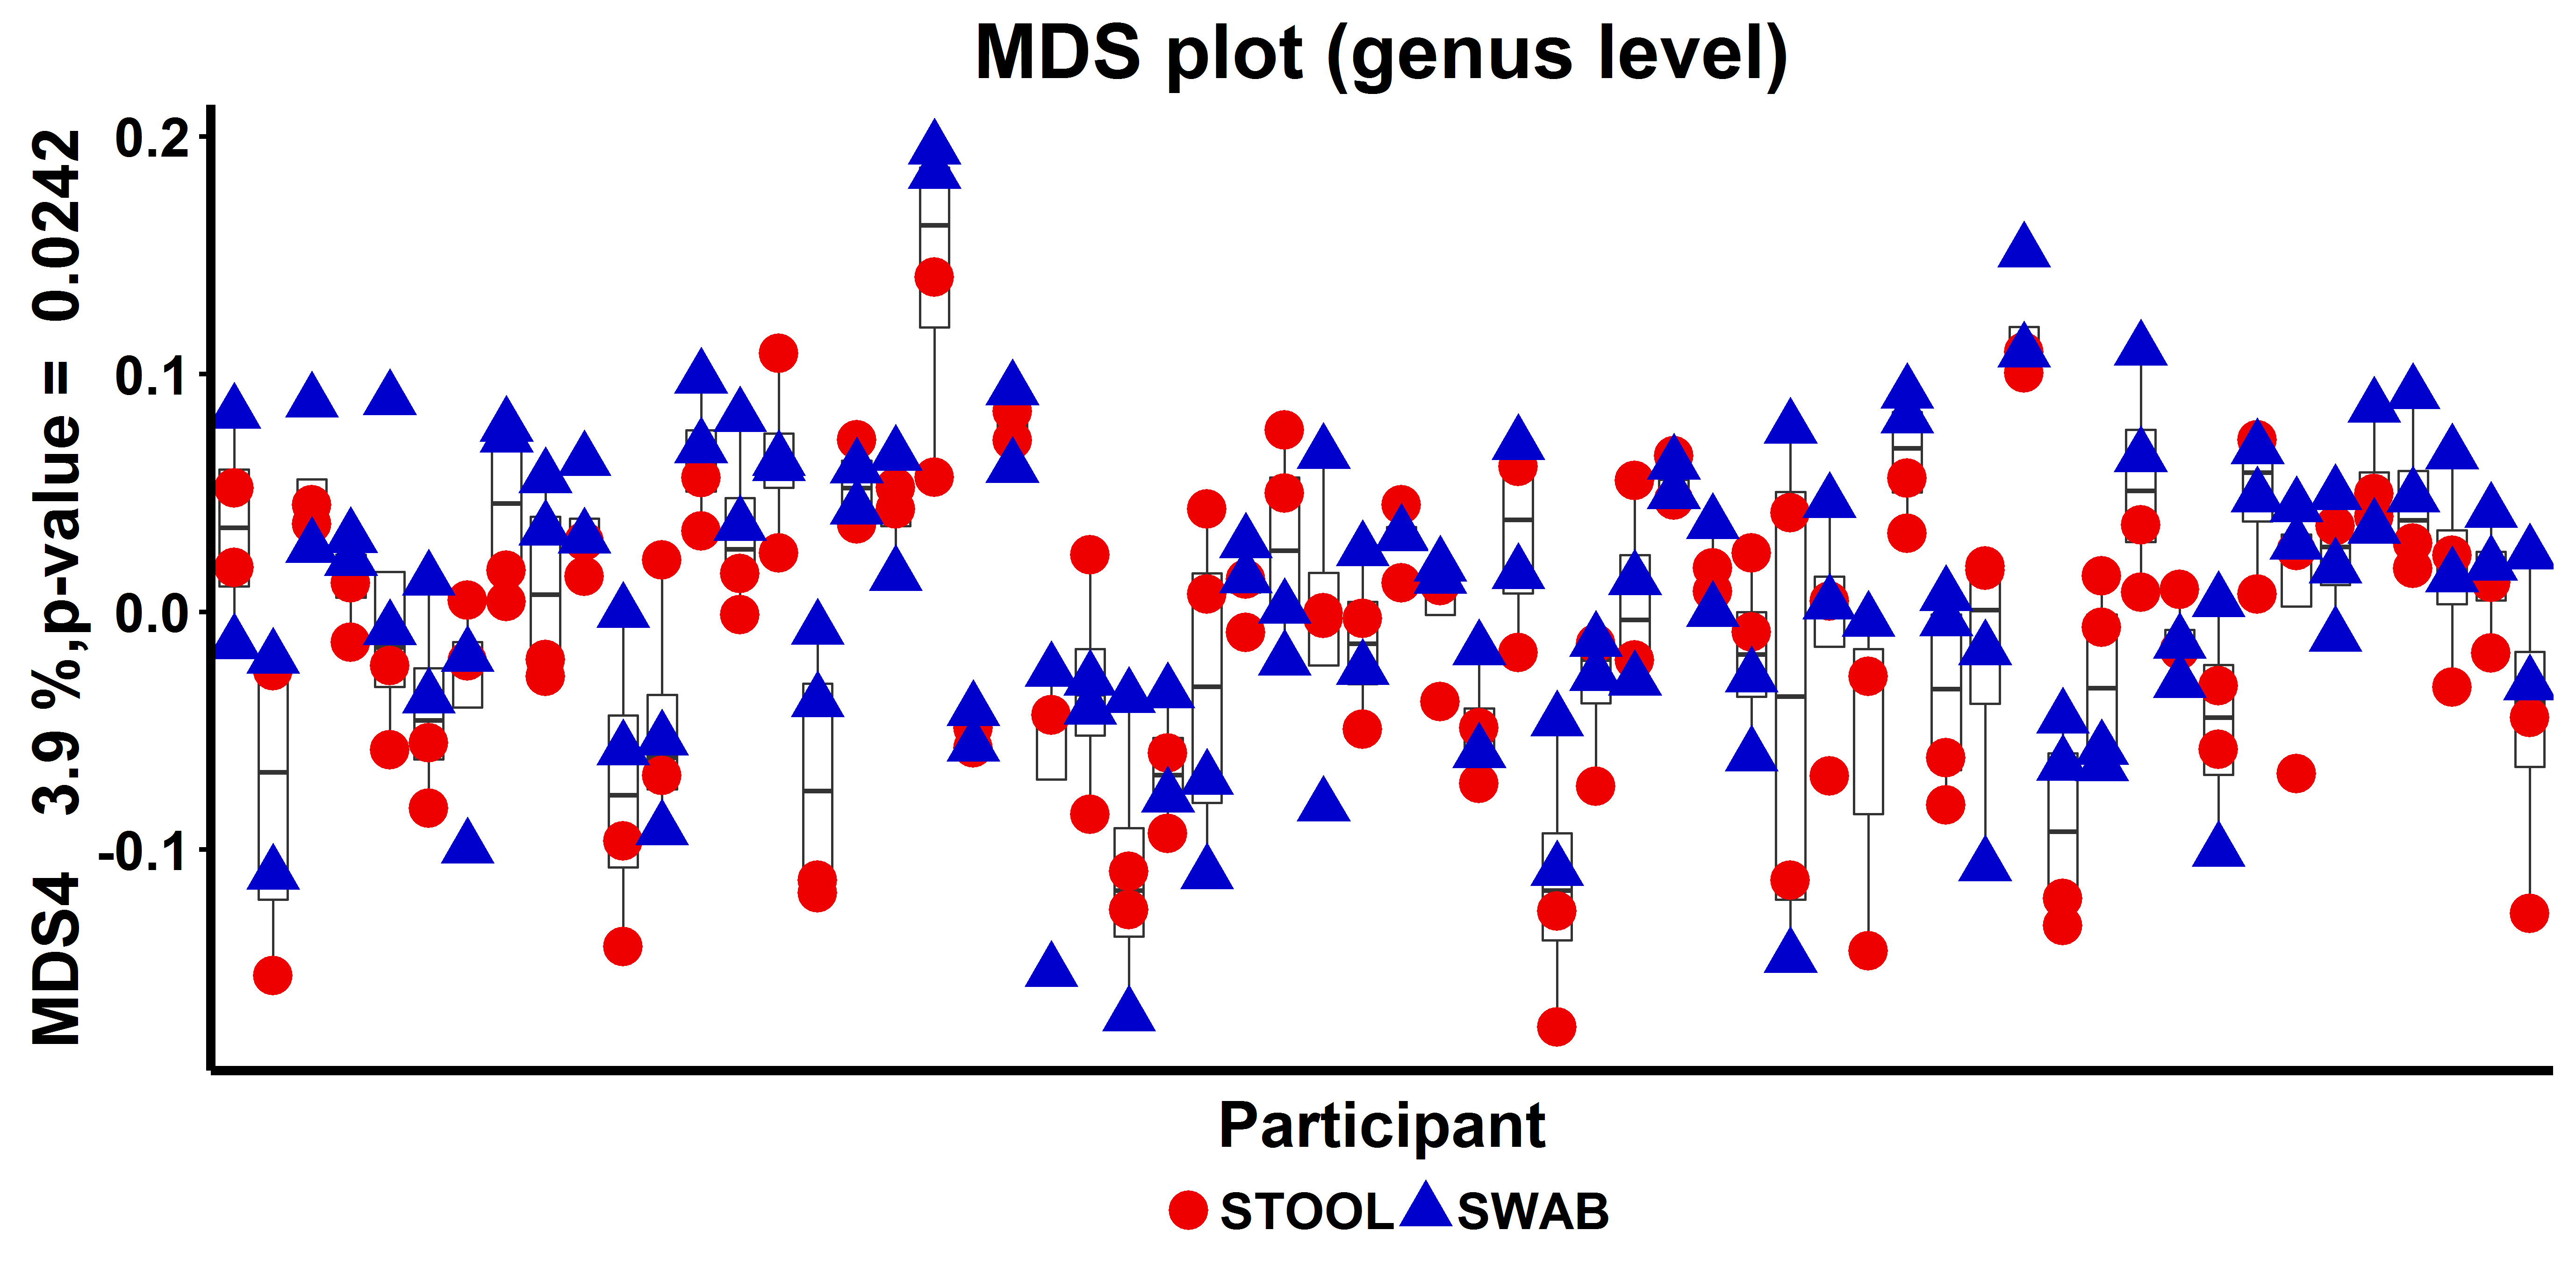 MDS plot (genus level)
MDS4 3.9 %,p-value = 0.0242
0.2
0.1
0.0
-0.1
Participant
STOOL SWAB